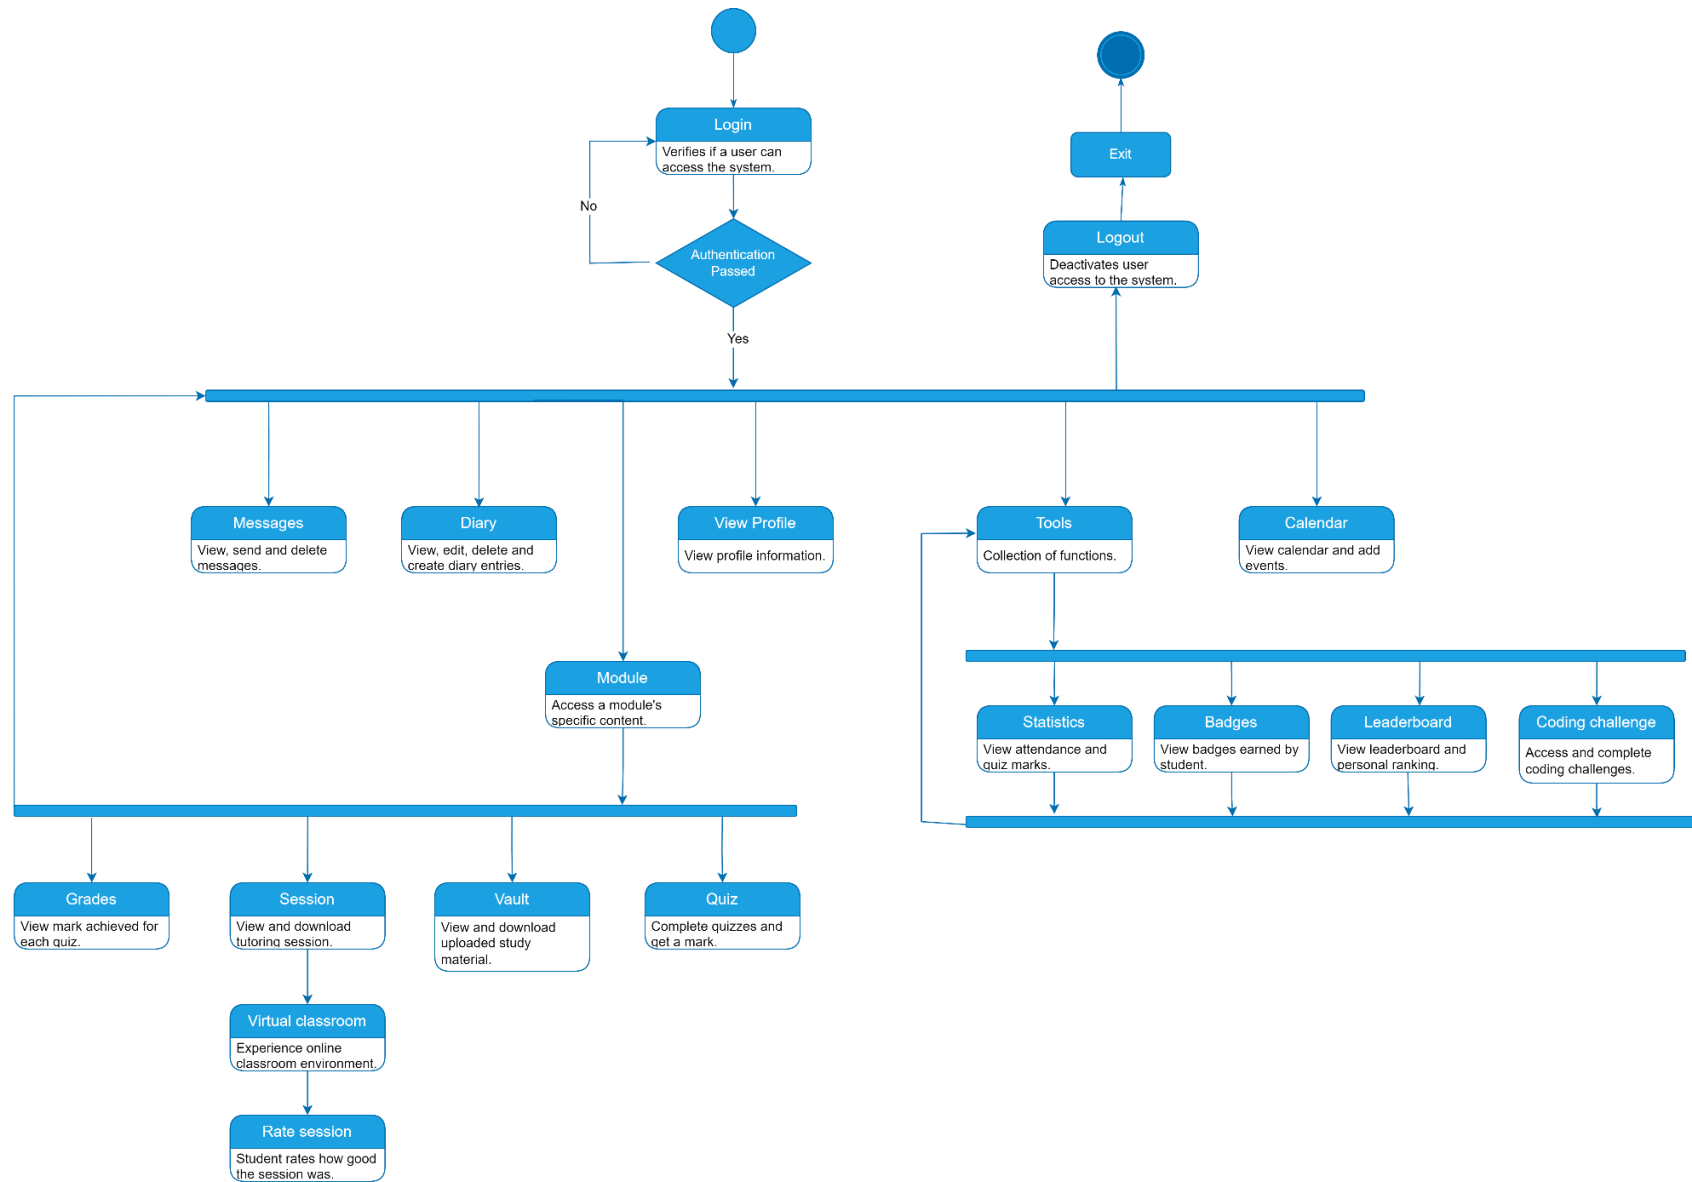 Login
Verifies if a user can
access the system.
No
Authentication
Passed
Yes
Exit
Logout
Deactivates user
access to the system.
Messages
View, send and delete
messages.
Diary
View, edit, delete and
create diary entries.
View Profile
View profile information.
Tools
Collection of functions.
Calendar
View calendar and add
events.
Module
Access a module's
specific content.
Statistics
View attendance and
quiz marks.
Badges
View badges earned by
student.
Leaderboard
View leaderboard and
personal ranking.
Coding challenge
Access and complete
coding challenges.
Grades
View mark achieved for
each quiz.
Session
View and download
tutoring session.
Vault
View and download
uploaded study
material.
Quiz
Complete quizzes and
get a mark.
Virtual classroom
Experience online
classroom environment.
Rate session
Student rates how good
the session was.